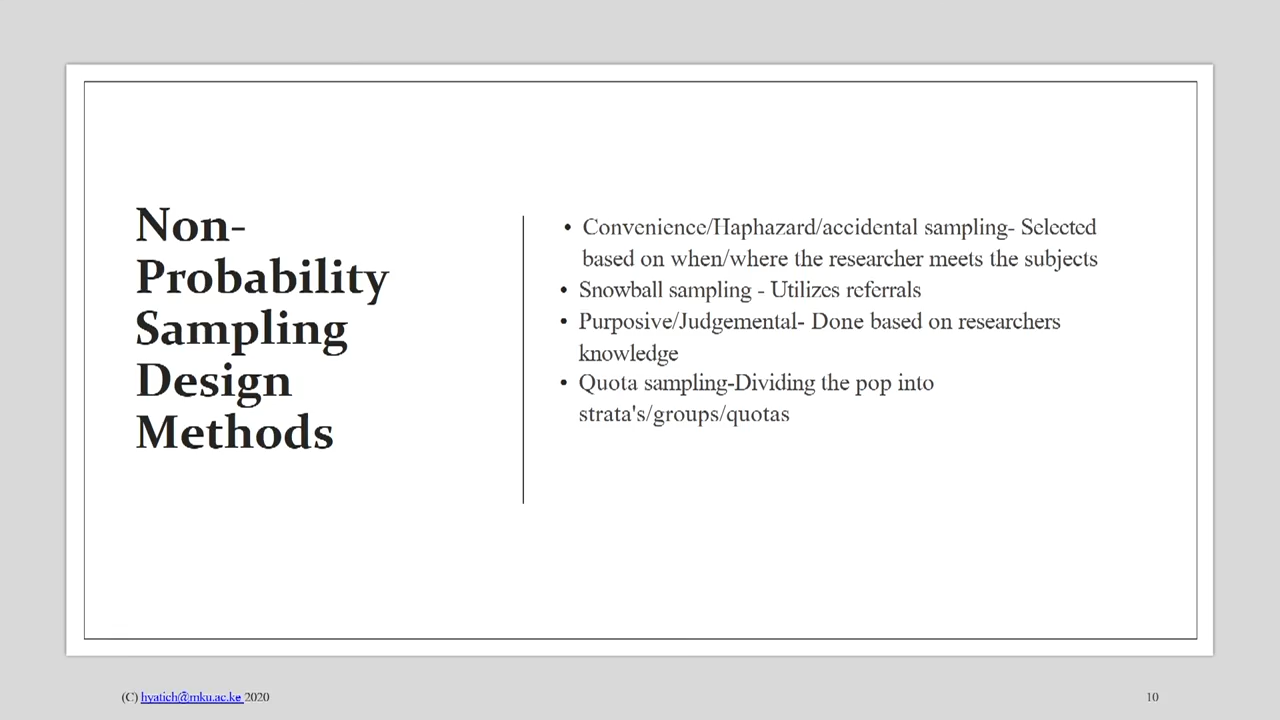 Non-
Probability
Sampling
Design
Methods
• Convenience/Haphazard/accidental sampling- Selected
based on when/where the researcher meets the subjects
• Snowball sampling - Utilizes referrals
• Purposive/Judgemental- Done based on researchers
knowledge
• Quota sampling-Dividing the pop into
strata's/groups/quotas
(C) hyatich@mku.ac.ke 2020
10